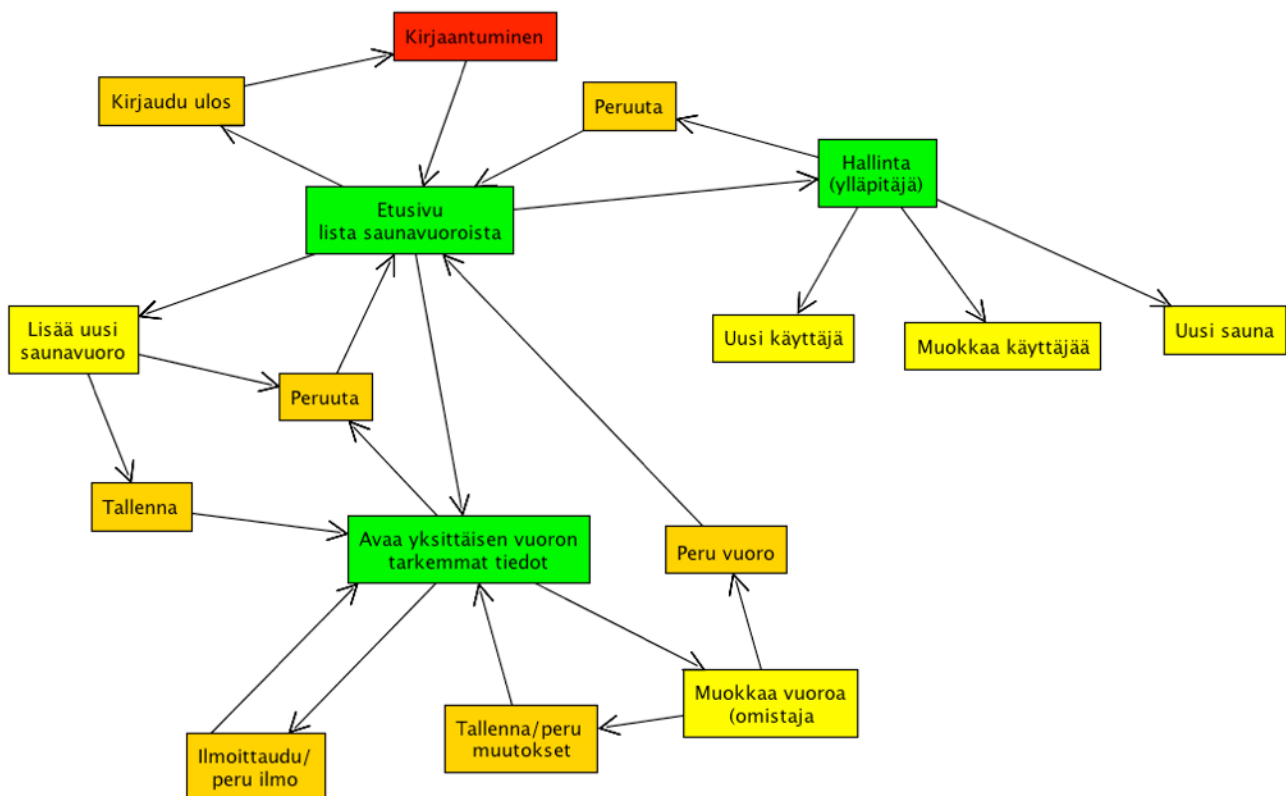 Kirjaantuminen
Kirjaudu ulos
Peruuta
Hallinta
(ylläpitäjä)
Etusivu
lista saunavuoroista
Lisää uusi
saunavuoro
Uusi käyttäjä
Muokkaa käyttäjää
Uusi sauna
Peruuta
Tallenna
Avaa yksittäisen vuoron
tarkemmat tiedot
Peru vuoro
Muokkaa vuoroa
(omistaja
Tallenna/peru
muutokset
Ilmoittaudu/
peru ilmo